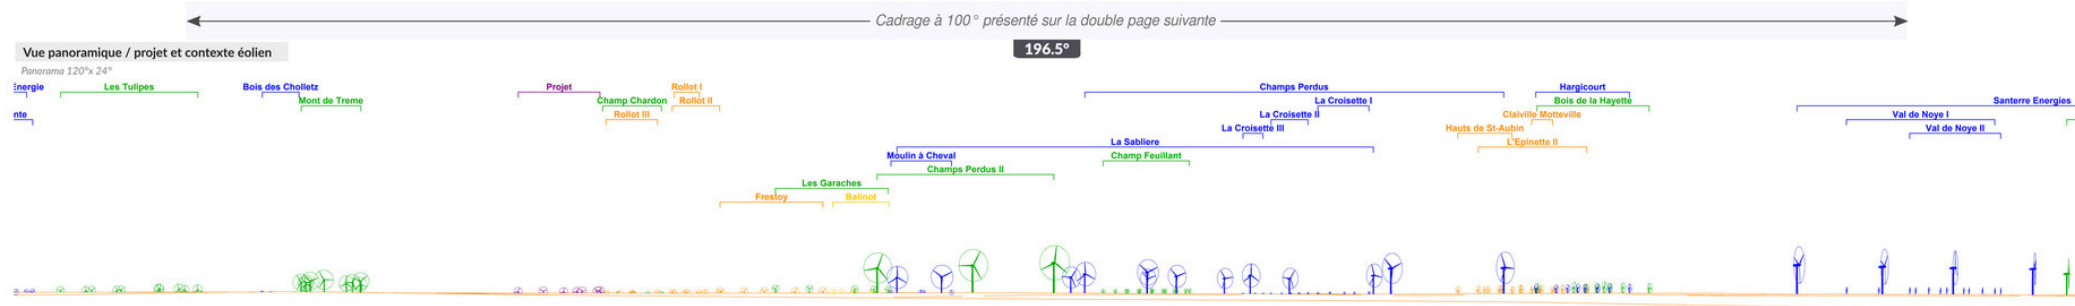 Cadrage à 100° présenté sur la double page suivante
Vue panoramique / projet et contexte éolien
196.5°
Panorama 120°x 24°
Energie
Les Tulipes
Bois des Cholletz
Projet
Rollot I
Champs Perdus
Hargicourt
Mont de Treme
Champ Chardon
Rollot II
La Croisette I
Bois de la Hayette
Santerre Energies
nte
Rollot III
La Croisette II
Claiville Motteville
Val de Noye I
La Croisette III
Hauts de St-Aubin
Val de Noye II
La Sabliere
L'Epinette II
Moulin à Cheval
Champ Feuillant
Champs Perdus II
Les Garaches
Frestoy
Balinot